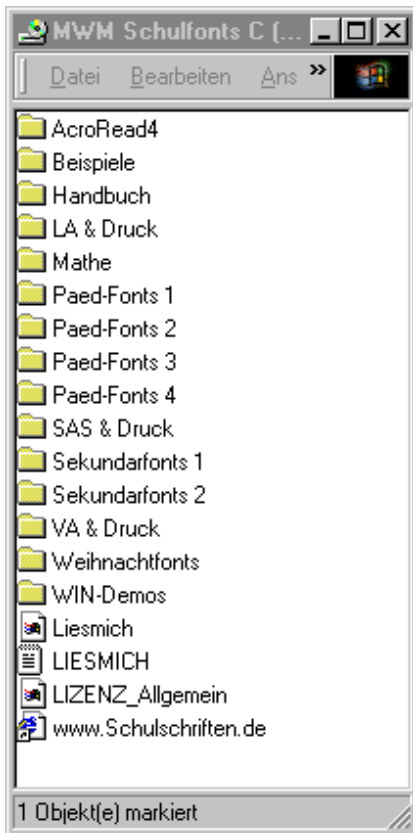 MWM Schulfonts C (...
Datei Bearbeiten Ans »
AcroRead4
Beispiele
Handbuch
LA & Druck
Mathe
Paed-Fonts 1
Paed-Fonts 2
Paed-Fonts 3
Paed-Fonts 4
SAS & Druck
Sekundarfonts 1
Sekundarfonts 2
VA & Druck
Weihnachtfonts
WIN-Demos
Liesmich
LIESMICH
LIZENZ_Allgemein
www.Schulschriften.de
1 Objekt(e) markiert